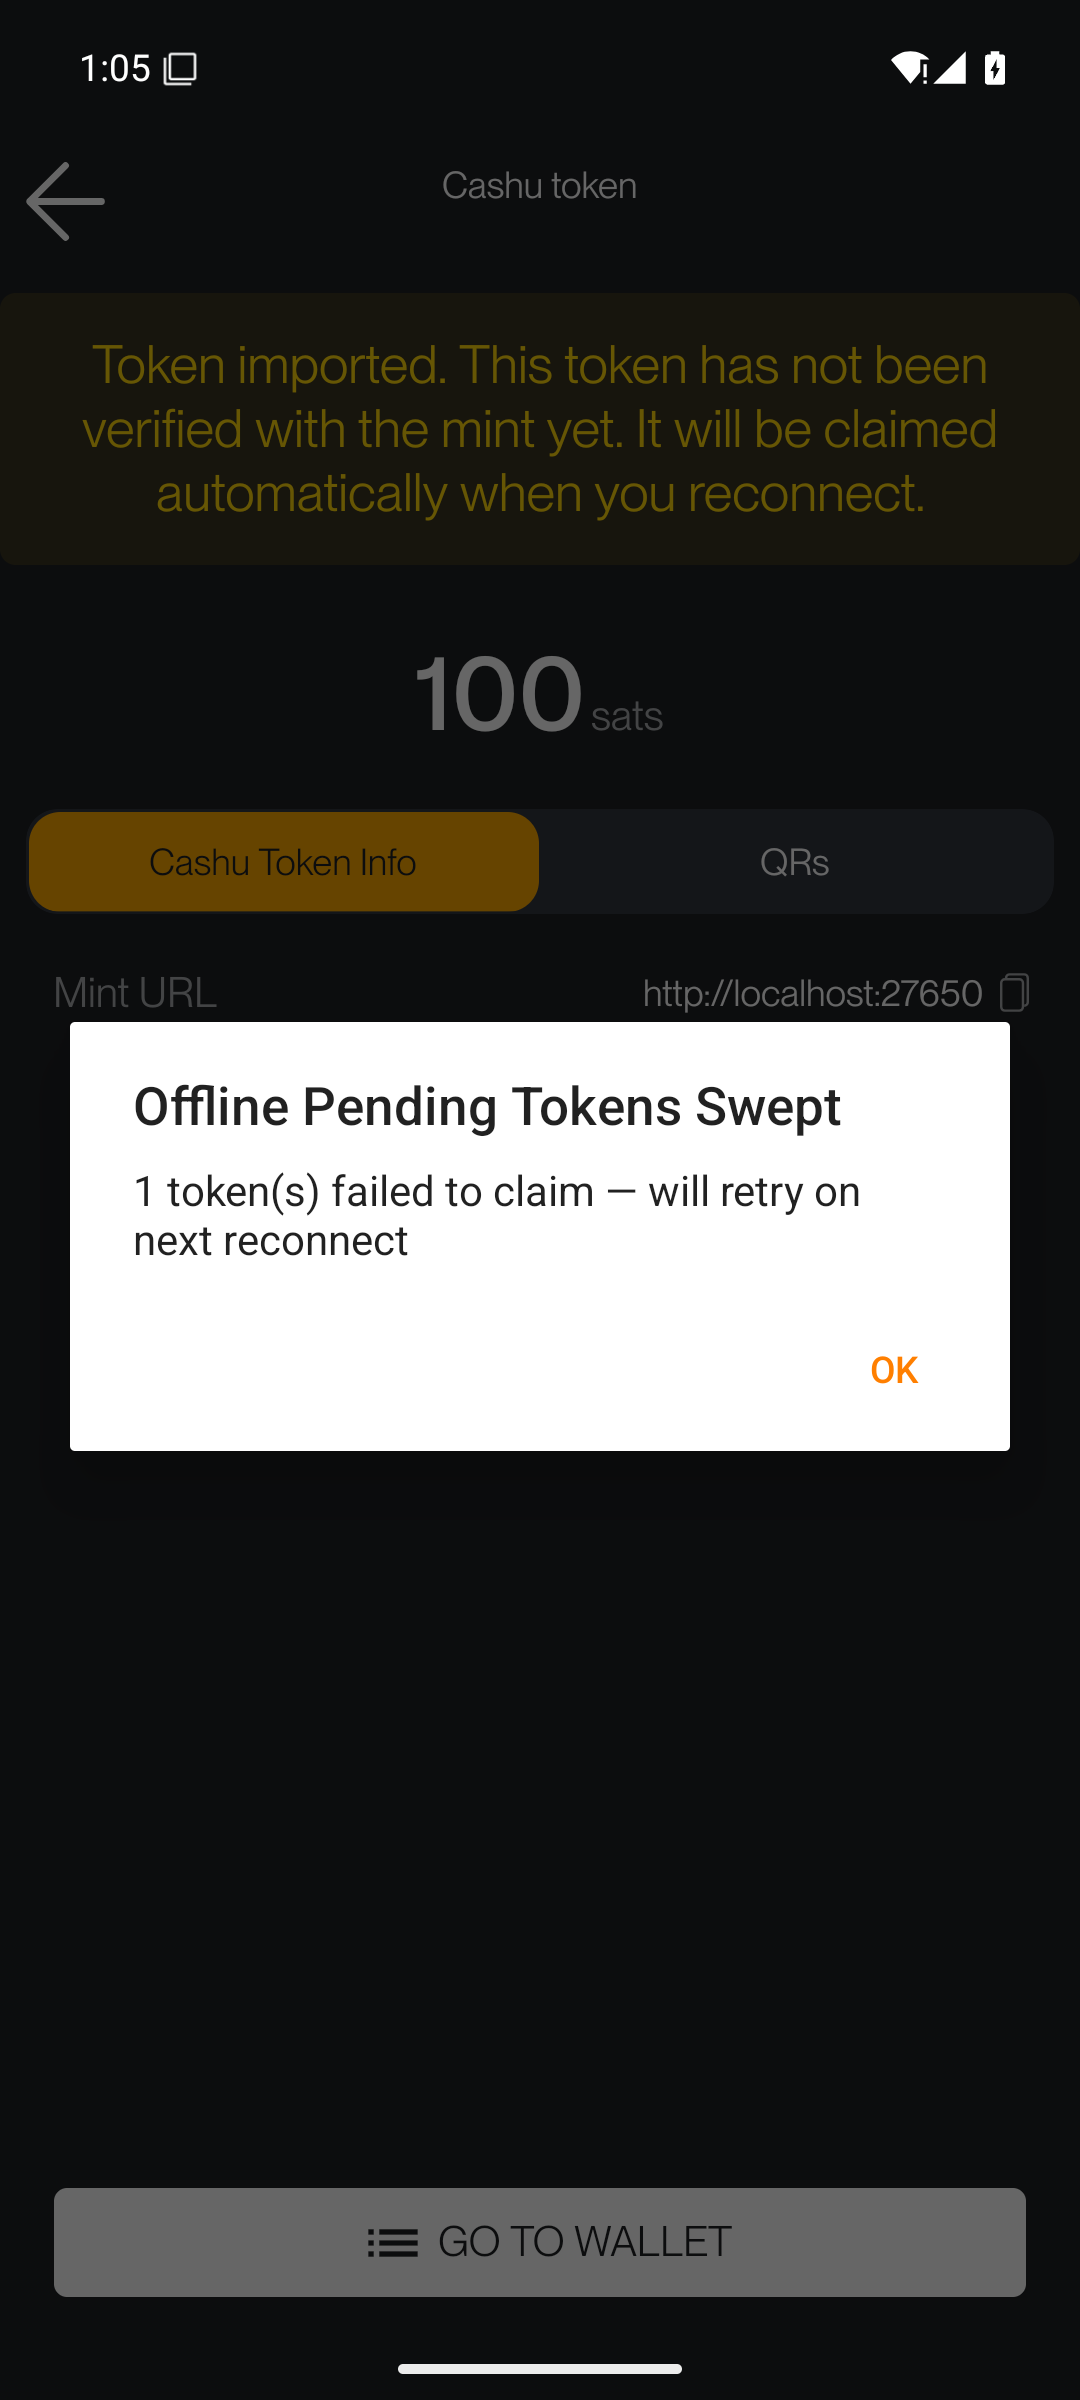 1:05
Cashu token
Token imported. This token has not been
verified with the mint yet. It will be claimed
automatically when you reconnect.
100 sats
Cashu Token Info
QRs
Mint URL
http://localhost:27650
Offline Pending Tokens Swept
1 token(s) failed to claim — will retry on
next reconnect
OK
GO TO WALLET